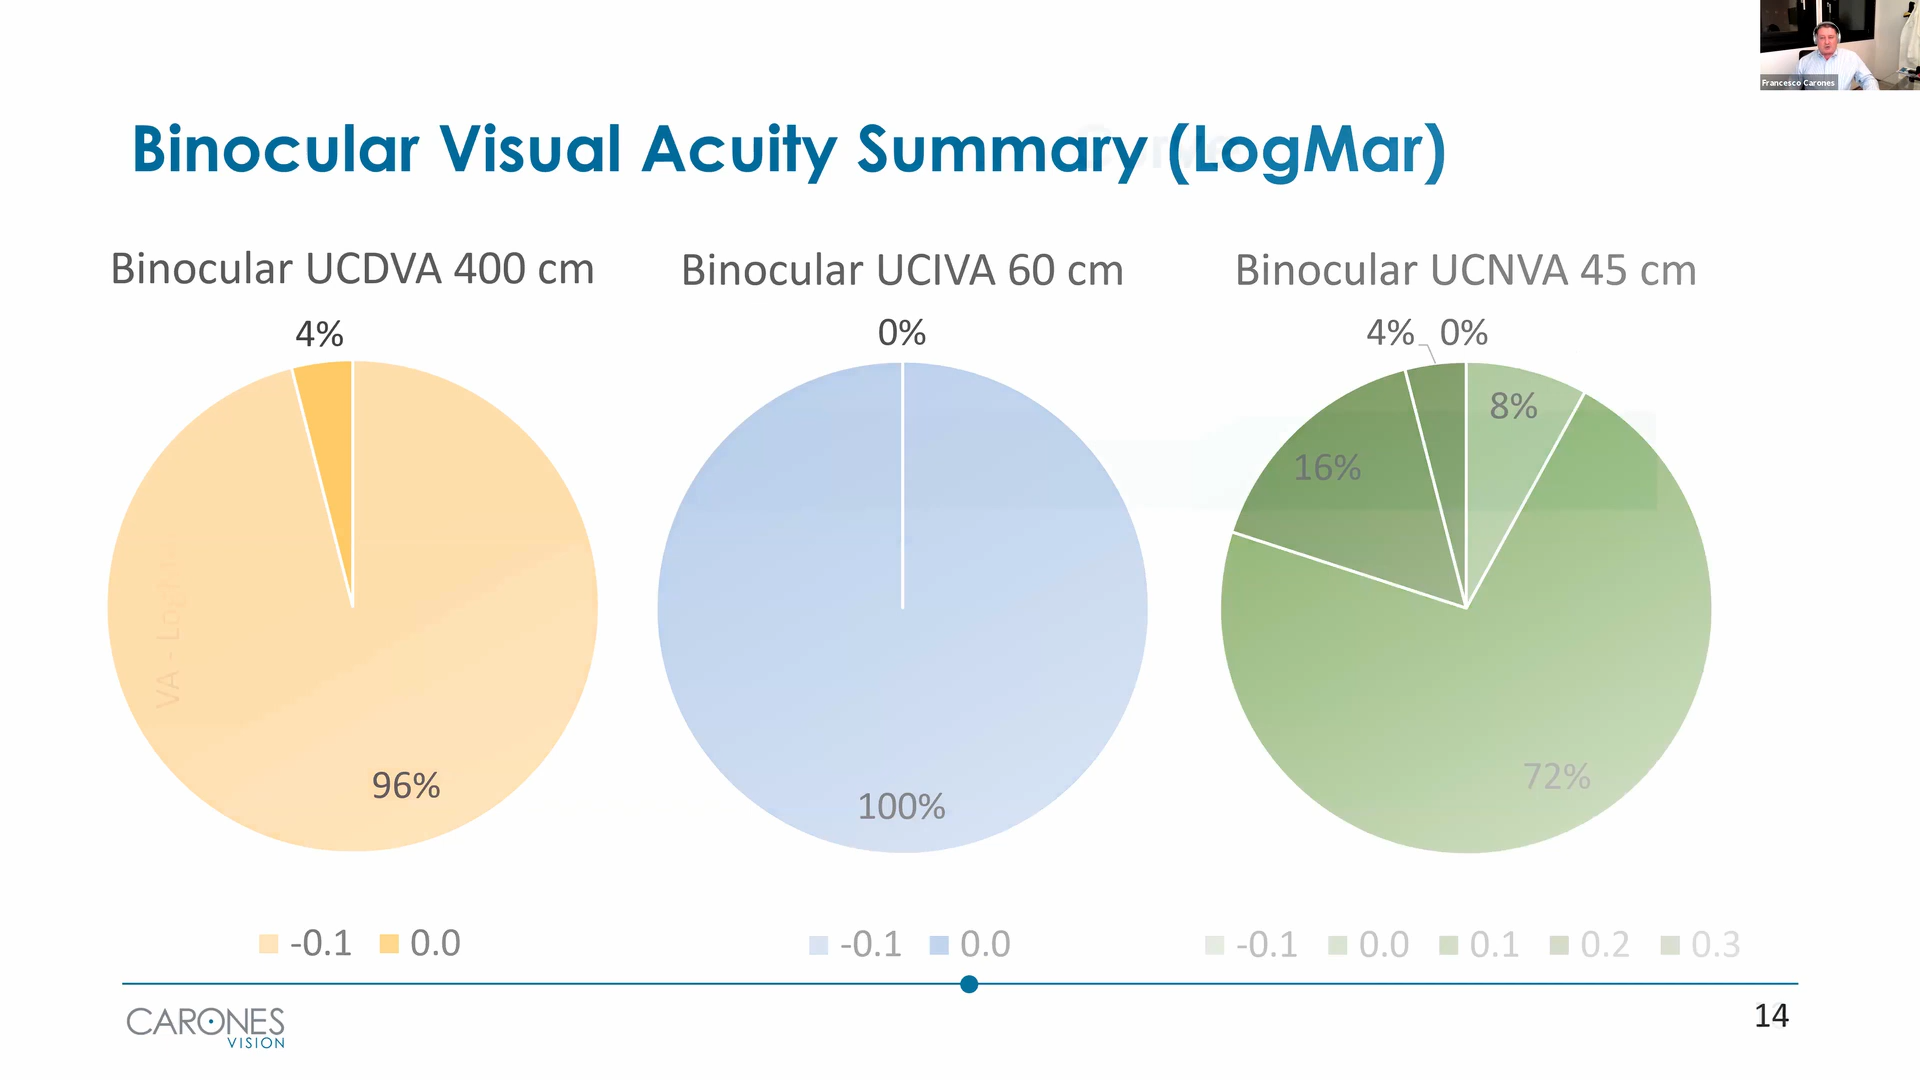 Francesco Carones
Binocular Visual Acuity Summary (LogMar)
Binocular UCDVA 400 cm
4%
96%
-0.1 0.0
Binocular UCIVA 60 cm
0%
100%
-0.1 0.0
Binocular UCNVA 45 cm
4% 0%
8%
16%
72%
-0.1 0.0 0.1 0.2 0.3
CARONES
VISION
14